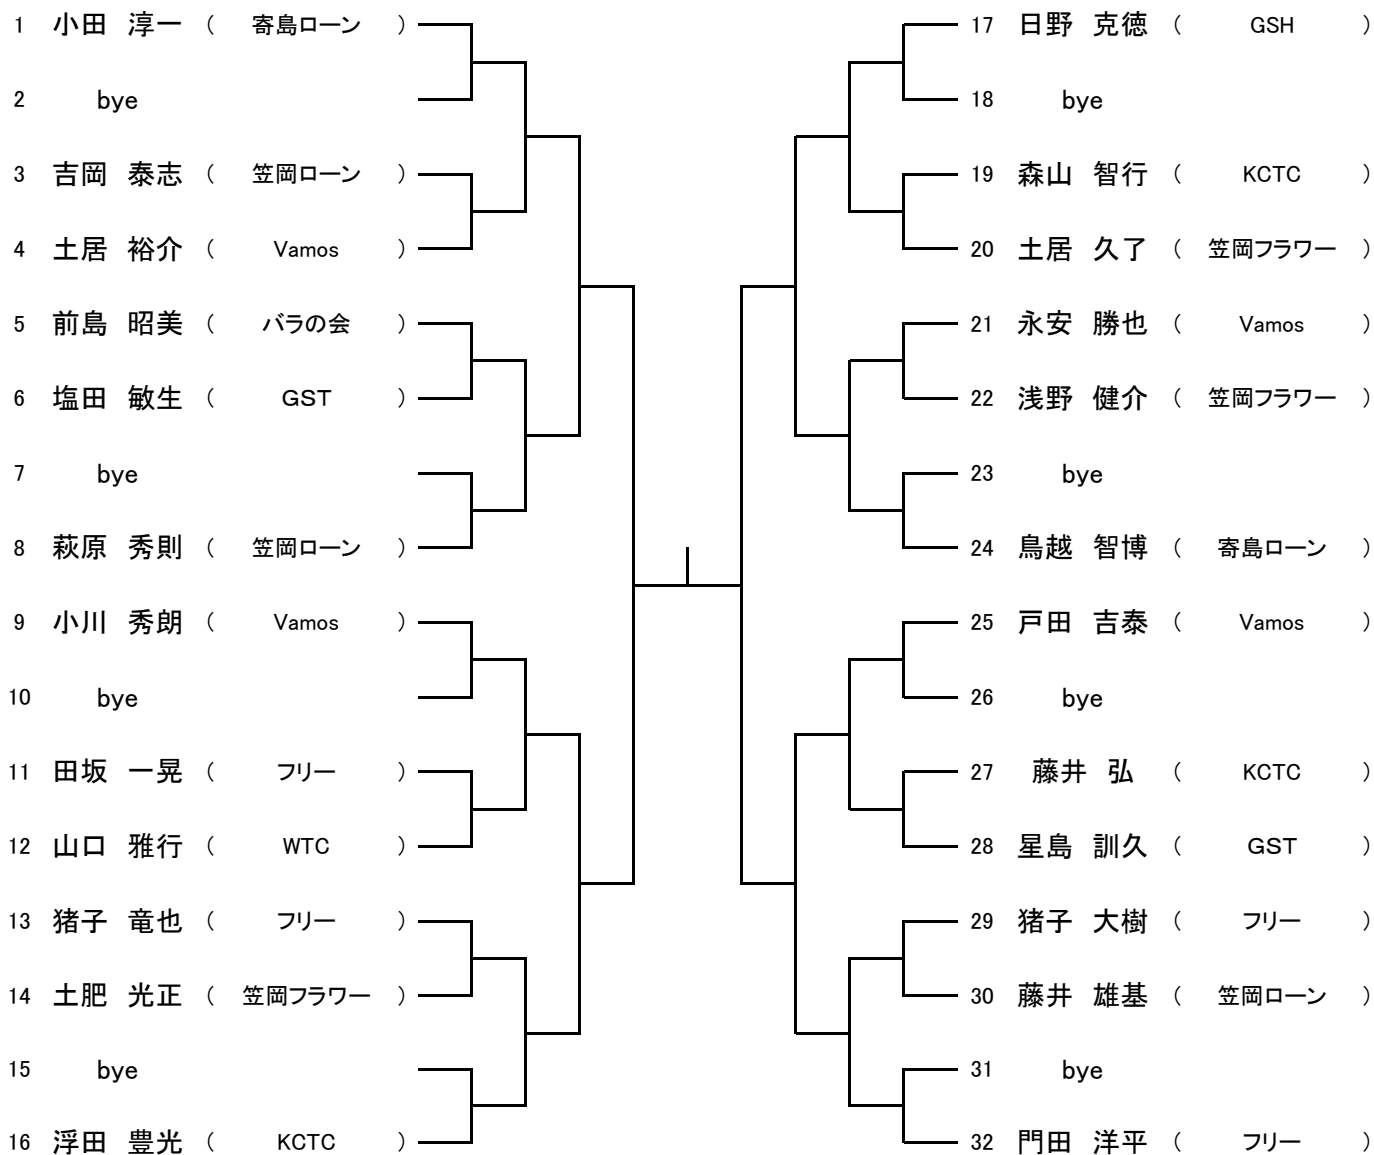 1 小田 淳一 ( 寄島ローン )
2 bye
3 吉岡 泰志 ( 笠岡ローン )
4 土居 裕介 ( Vamos )
5 前島 昭美 ( バラの会 )
6 塩田 敏生 ( GST )
7 bye
8 萩原 秀則 ( 笠岡ローン )
9 小川 秀朗 ( Vamos )
10 bye
11 田坂 一晃 ( フリー )
12 山口 雅行 ( WTC )
13 猪子 竜也 ( フリー )
14 土肥 光正 ( 笠岡フラワー )
15 bye
16 浮田 豊光 ( KCTC )
17 日野 克徳 ( GSH )
18 bye
19 森山 智行 ( KCTC )
20 土居 久了 ( 笠岡フラワー )
21 永安 勝也 ( Vamos )
22 浅野 健介 ( 笠岡フラワー )
23 bye
24 鳥越 智博 ( 寄島ローン )
25 戸田 吉泰 ( Vamos )
26 bye
27 藤井 弘 ( KCTC )
28 星島 訓久 ( GST )
29 猪子 大樹 ( フリー )
30 藤井 雄基 ( 笠岡ローン )
31 bye
32 門田 洋平 ( フリー )